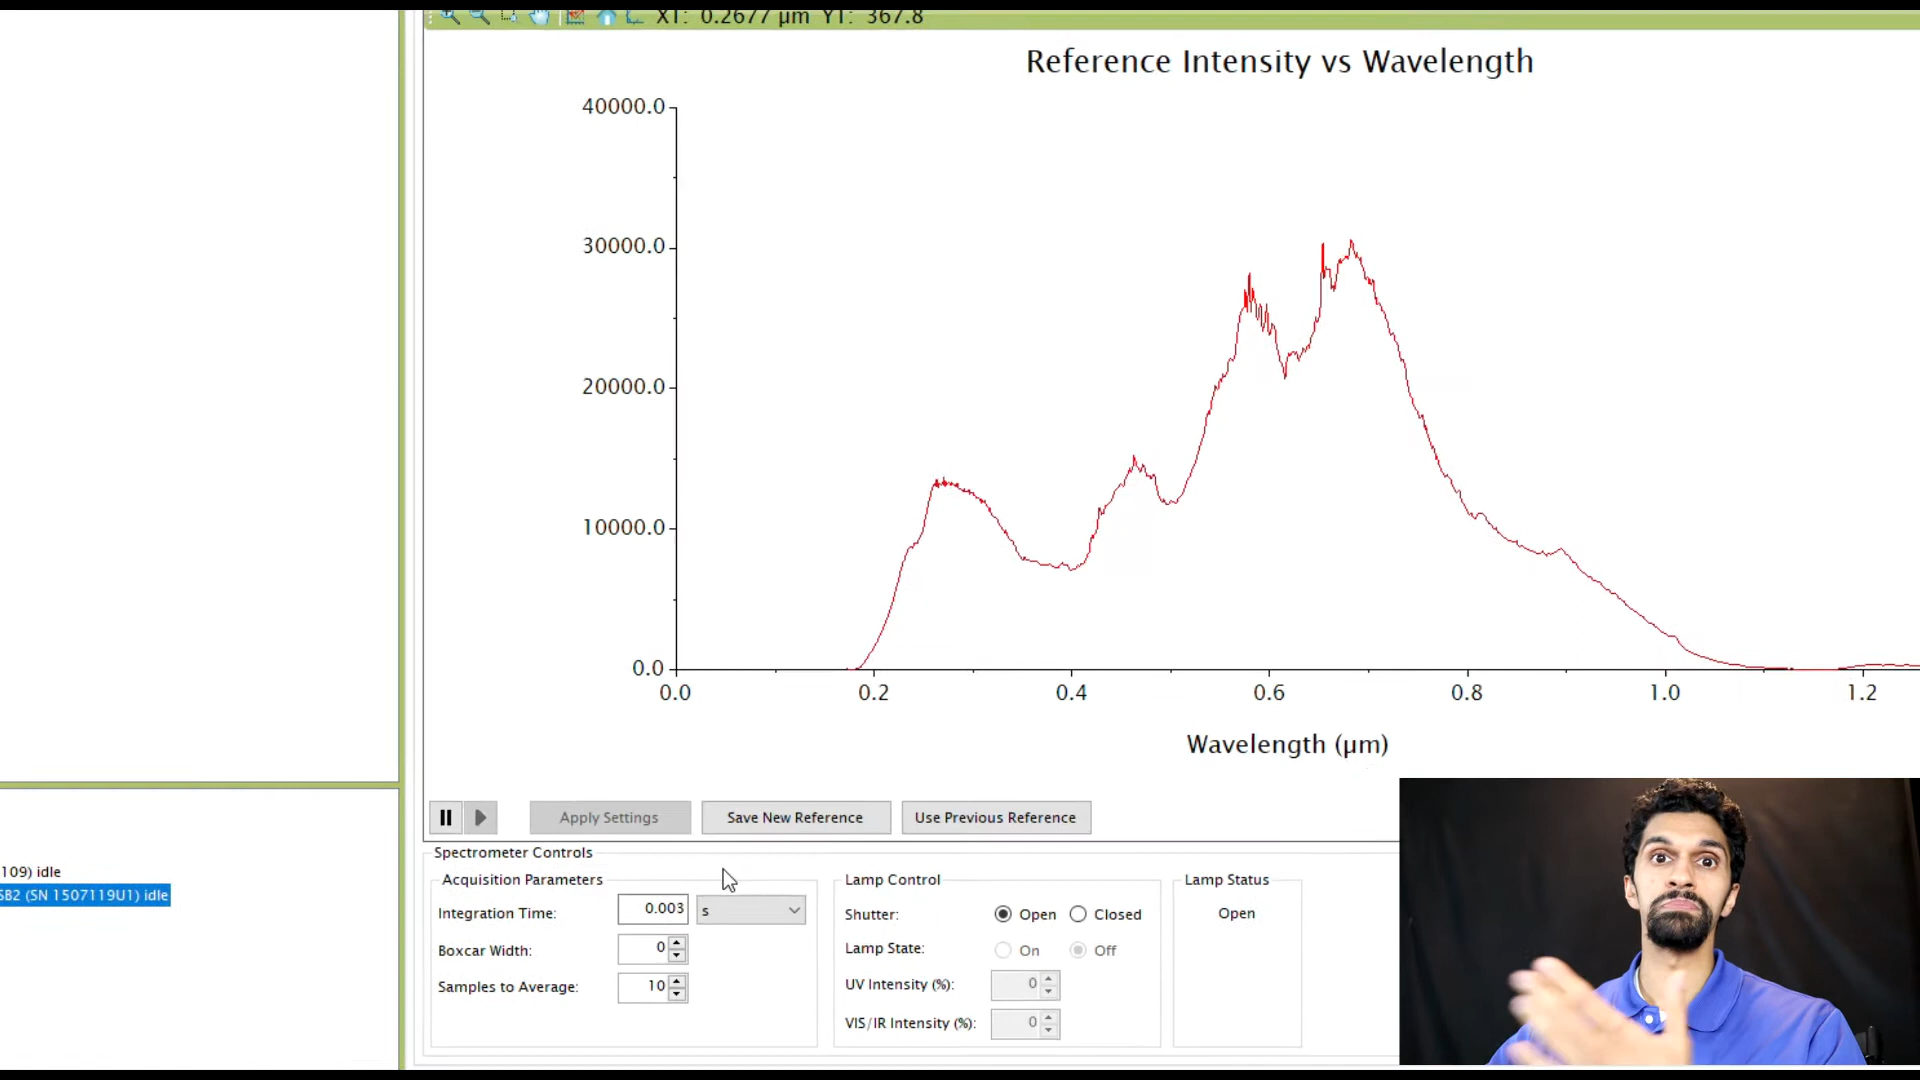 X1: 0.2677 µm Y1: 367.8
Reference Intensity vs Wavelength
40000.0
30000.0
20000.0
10000.0
0.0
0.0 0.2 0.4 0.6 0.8 1.0 1.2
Wavelength (µm)
Apply Settings Save New Reference Use Previous Reference
Spectrometer Controls
Acquisition Parameters
Integration Time: 0.003 s
Boxcar Width: 0
Samples to Average: 10
Lamp Control
Shutter: Open Closed
Lamp State: On Off
UV Intensity (%): 0
VIS/IR Intensity (%): 0
Lamp Status
Open
109) idle
SB2 (SN 1507119U1) idle